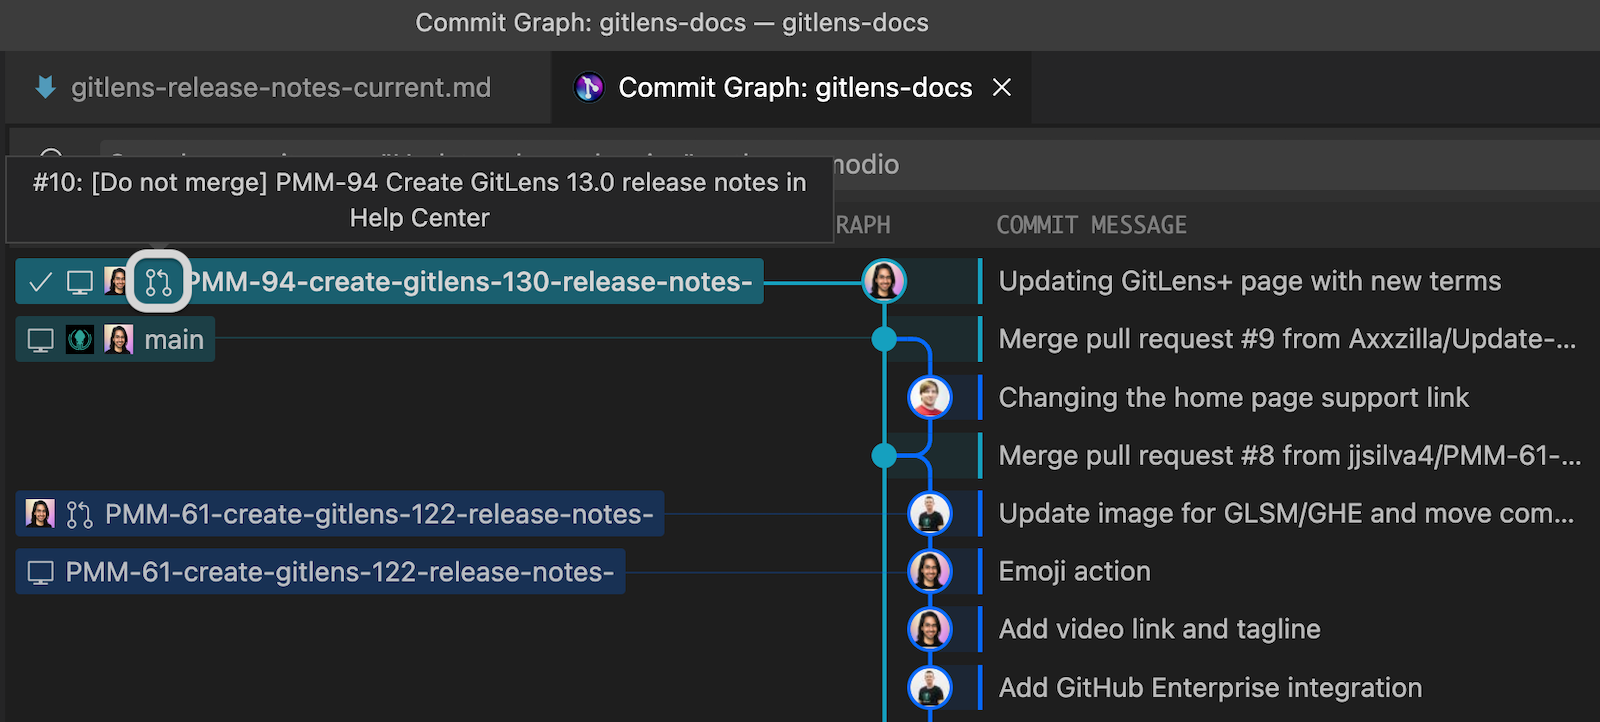 Commit Graph: gitlens-docs — gitlens-docs
gitlens-release-notes-current.md
Commit Graph: gitlens-docs
#10: [Do not merge] PMM-94 Create GitLens 13.0 release notes in
Help Center
COMMIT MESSAGE
PMM-94-create-gitlens-130-release-notes-
Updating GitLens+ page with new terms
main
Merge pull request #9 from Axxzilla/Update-...
Changing the home page support link
Merge pull request #8 from jjsilva4/PMM-61-...
PMM-61-create-gitlens-122-release-notes-
Update image for GLSM/GHE and move com...
PMM-61-create-gitlens-122-release-notes-
Emoji action
Add video link and tagline
Add GitHub Enterprise integration